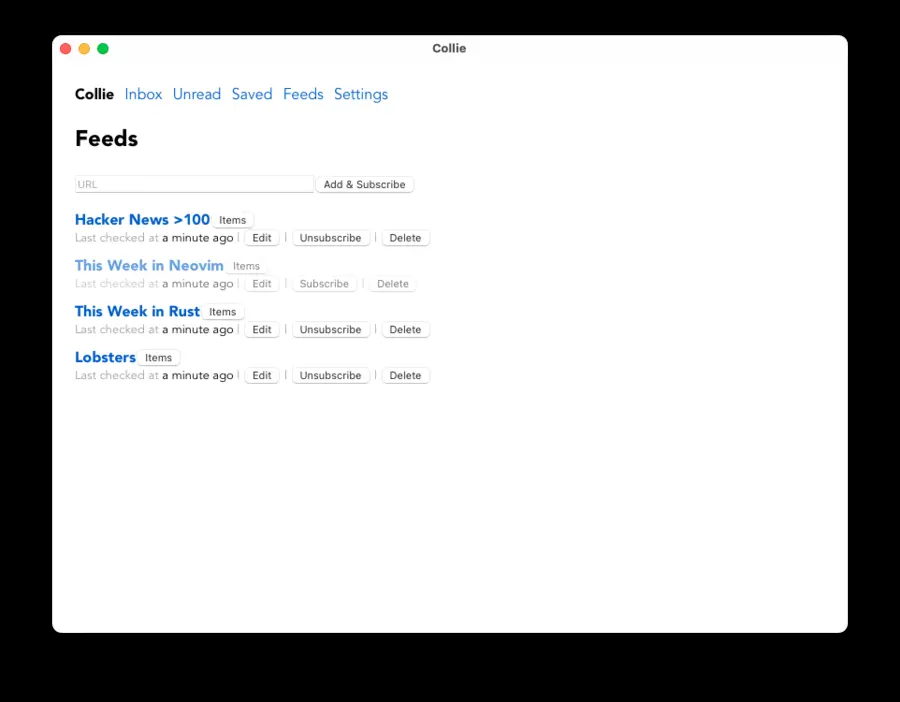 Collie
Collie Inbox Unread Saved Feeds Settings
Feeds
URL Add & Subscribe
Hacker News >100 Items
Last checked at a minute ago | Edit | Unsubscribe | Delete
This Week in Neovim Items
Last checked at a minute ago | Edit | Subscribe | Delete
This Week in Rust Items
Last checked at a minute ago | Edit | Unsubscribe | Delete
Lobsters Items
Last checked at a minute ago | Edit | Unsubscribe | Delete